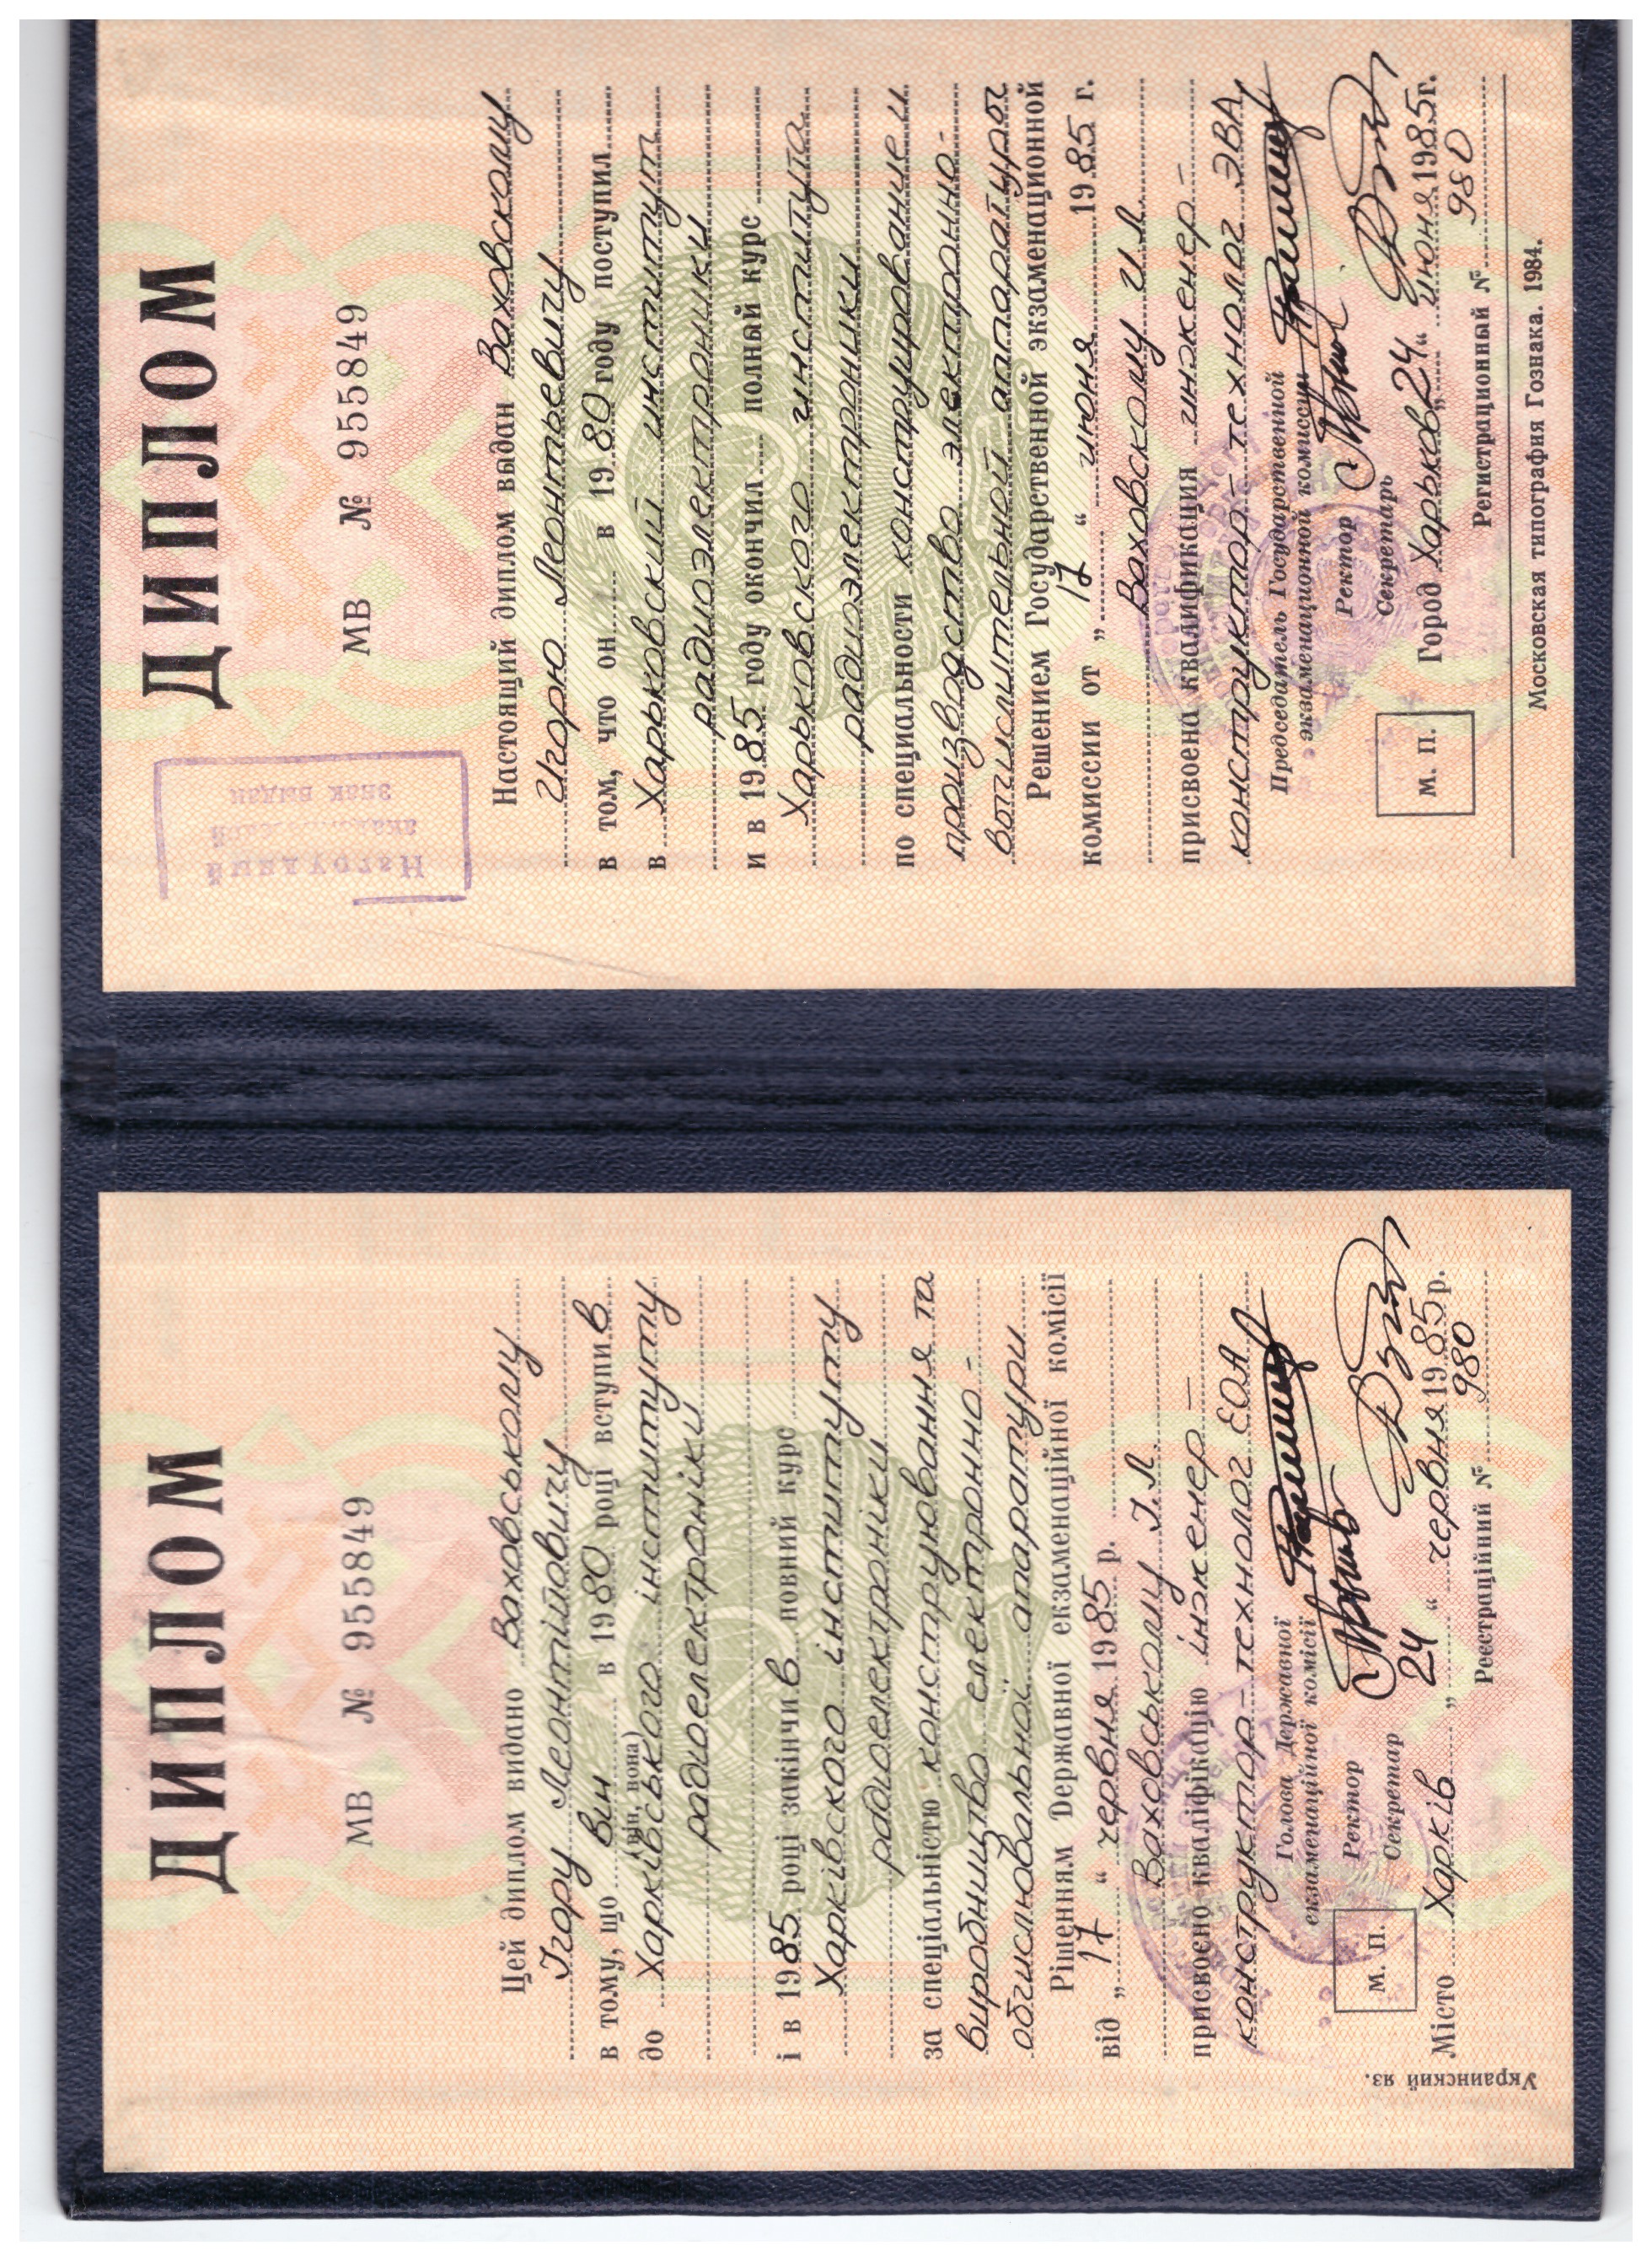 ДИПЛОМ
МВ № 955849
Цей диплом видано Ваховському
Ігору Леонтійовичу
в тому, що він в 1980 році вступив
(він, вона)
до Харківського інституту
радіоелектроніки
і в 1985 році закінчив повний курс
Харківского інституту
радіоелектроніки
за спеціальністю конструювання та
виробництво електронно-
обчислювальної апаратури
Рішенням Державної екзаменаційної комісії
від „17“ червня 1985 р.
Ваховському І.Л.
присвоєно кваліфікацію інженер-
конструктор-технолог ЕОА
Голова Державної
екзаменаційної комісії
Ректор
Секретар
М. П.
Місто Харків „24“ червня 1985 р.
Реєстраційний № 980
Украинский яз.
Нагрудный
знак выдан
ДИПЛОМ
МВ № 955849
Настоящий диплом выдан Ваховскому
Игорю Леонтьевичу
в том, что он в 1980 году поступил
в Харьковский институт
радиоэлектроники
и в 1985 году окончил полный курс
Харьковского института
радиоэлектроники
по специальности конструирование и
производство электронно-
вычислительной аппаратуры
Решением Государственной экзаменационной
комиссии от „17“ июня 1985 г.
Ваховскому И.Л.
присвоена квалификация инженер-
конструктор-технолог ЭВА
Председатель Государственной
экзаменационной комиссии
Ректор
Секретарь
М. П.
Город Харьков „24“ июня 1985 г.
Регистрационный № 980
Московская типография Гознака. 1984.